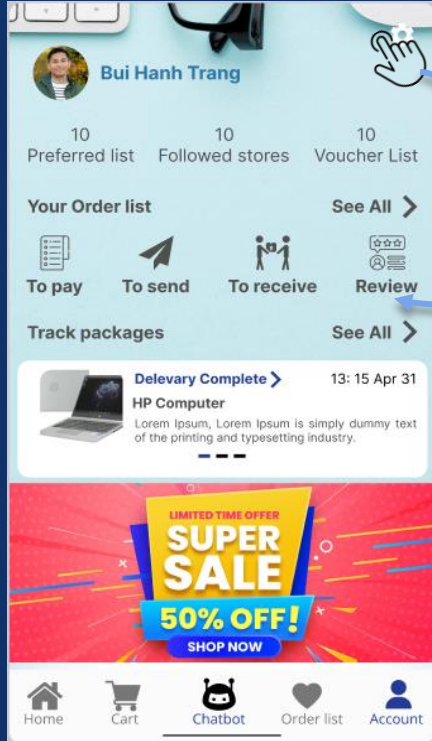 Bui Hanh Trang
10 10 10
Preferred list Followed stores Voucher List
Your Order list See All
To pay To send To receive Review
Track packages See All
Delevary Complete 13: 15 Apr 31
HP Computer
Lorem Ipsum, Lorem Ipsum is simply dummy text
of the printing and typesetting industry.
LIMITED TIME OFFER
SUPER
SALE
50% OFF!
SHOP NOW
Home Cart Chatbot Order list Account